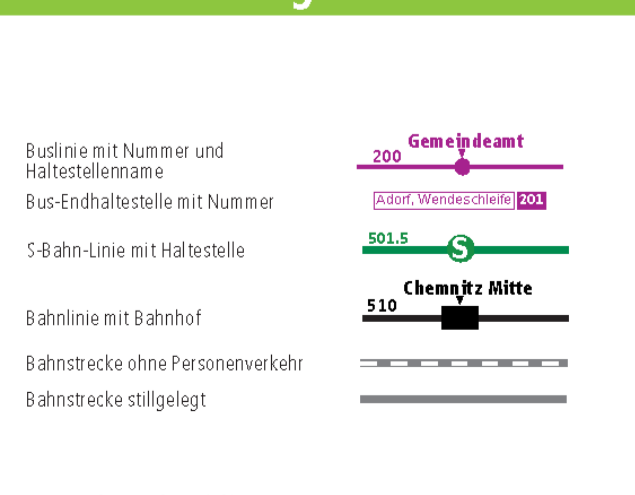 Buslinie mit Nummer und
Haltestellenname
200
Gemeindeamt
Bus-Endhaltestelle mit Nummer
Adorf, Wendeschleife 201
S-Bahn-Linie mit Haltestelle
501.5
S
Bahnlinie mit Bahnhof
510
Chemnitz Mitte
Bahnstrecke ohne Personenverkehr
Bahnstrecke stillgelegt